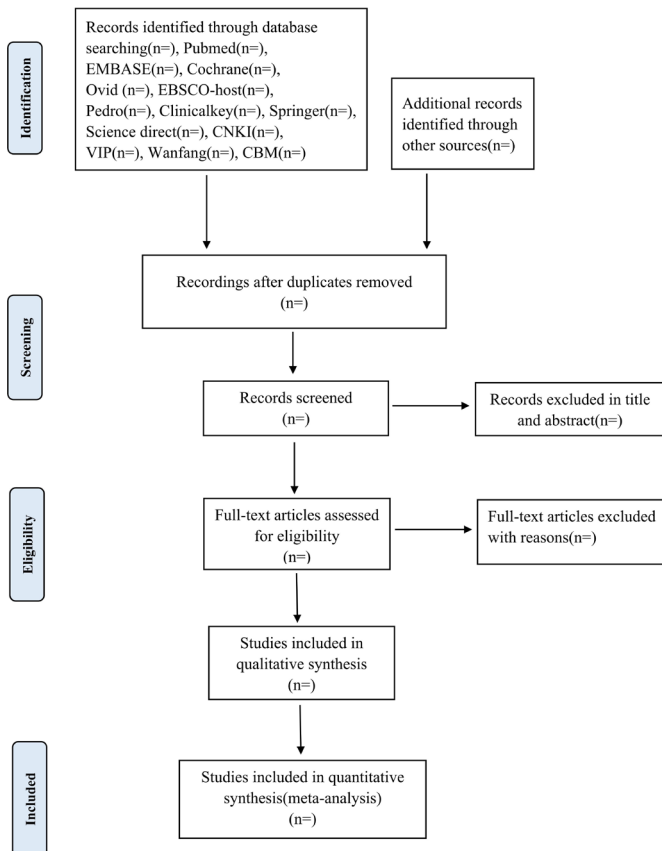 Identification
Records identified through database
searching(n=), Pubmed(n=),
EMBASE(n=), Cochrane(n=),
Ovid (n=), EBSCO-host(n=),
Pedro(n=), Clinicalkey(n=), Springer(n=),
Science direct(n=), CNKI(n=),
VIP(n=), Wanfang(n=), CBM(n=)
Additional records
identified through
other sources(n=)
Screening
Recordings after duplicates removed
(n=)
Records screened
(n=)
Records excluded in title
and abstract(n=)
Eligibility
Full-text articles assessed
for eligibility
(n=)
Full-text articles excluded
with reasons(n=)
Studies included in
qualitative synthesis
(n=)
Included
Studies included in quantitative
synthesis(meta-analysis)
(n=)